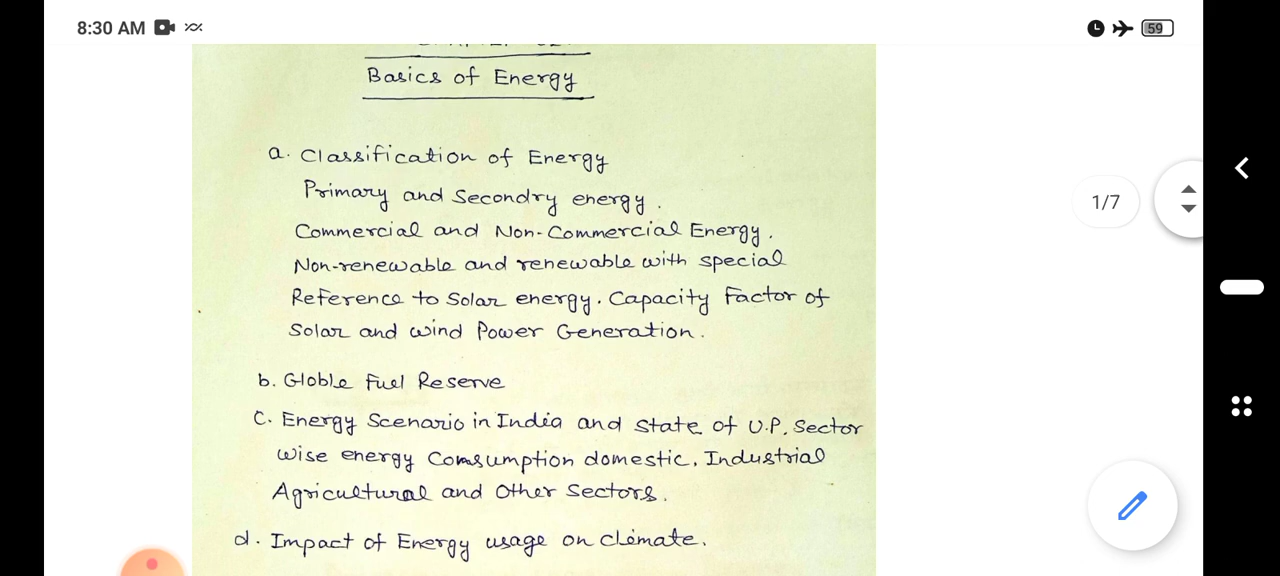 8:30 AM
59
Basics of Energy
a. Classification of Energy
Primary and Secondry energy.
Commercial and Non-Commercial Energy.
Non-renewable and renewable with special
Reference to Solar energy. Capacity Factor of
Solar and wind Power Generation.
1/7
b. Globle Fuel Reserve
C. Energy Scenario in India and State of U.P. Sector
wise energy Comsumption domestic, Industrial
Agricultural and Other Sectors.
d. Impact of Energy usage on climate.